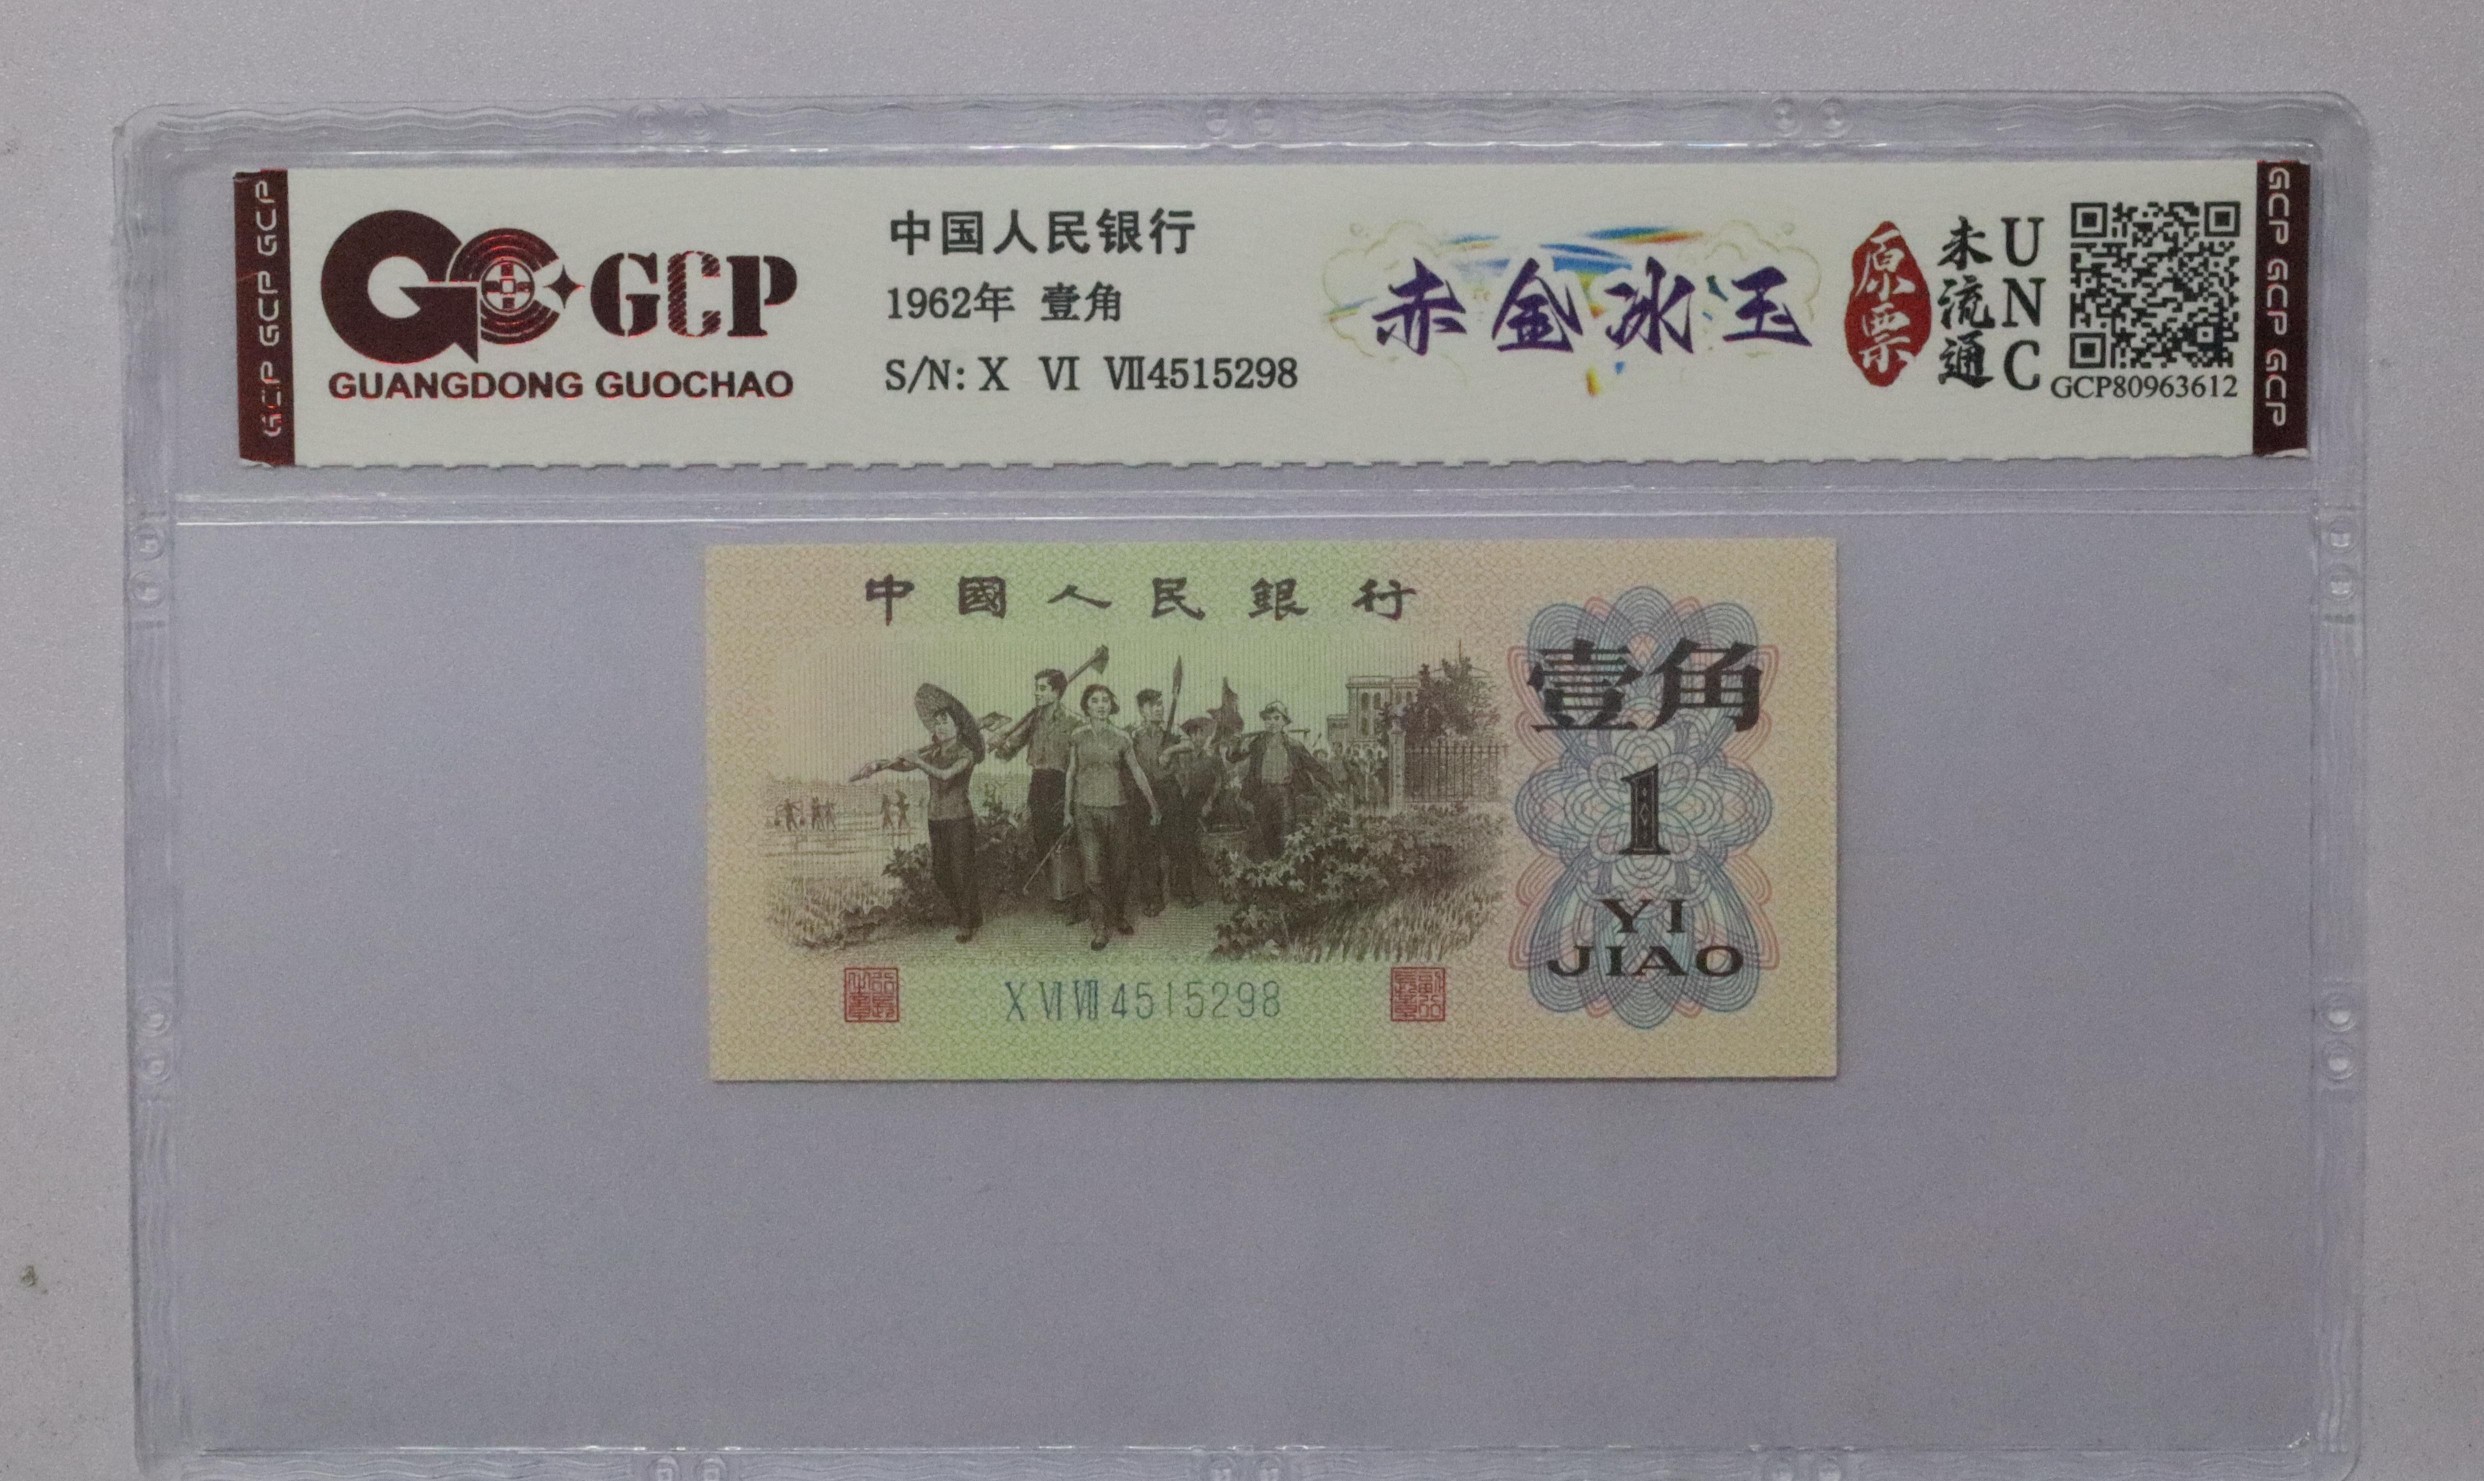 GCP GCP GCP
GCP
GUANGDONG GUOCHAO
中国人民银行
1962年 壹角
S/N: X VI VII4515298
赤金冰玉
原票
未流通
UNC
GCP80963612
GCP GCP GCP
中國人民銀行
壹角
1
YI
JIAO
X VI VII 4515298